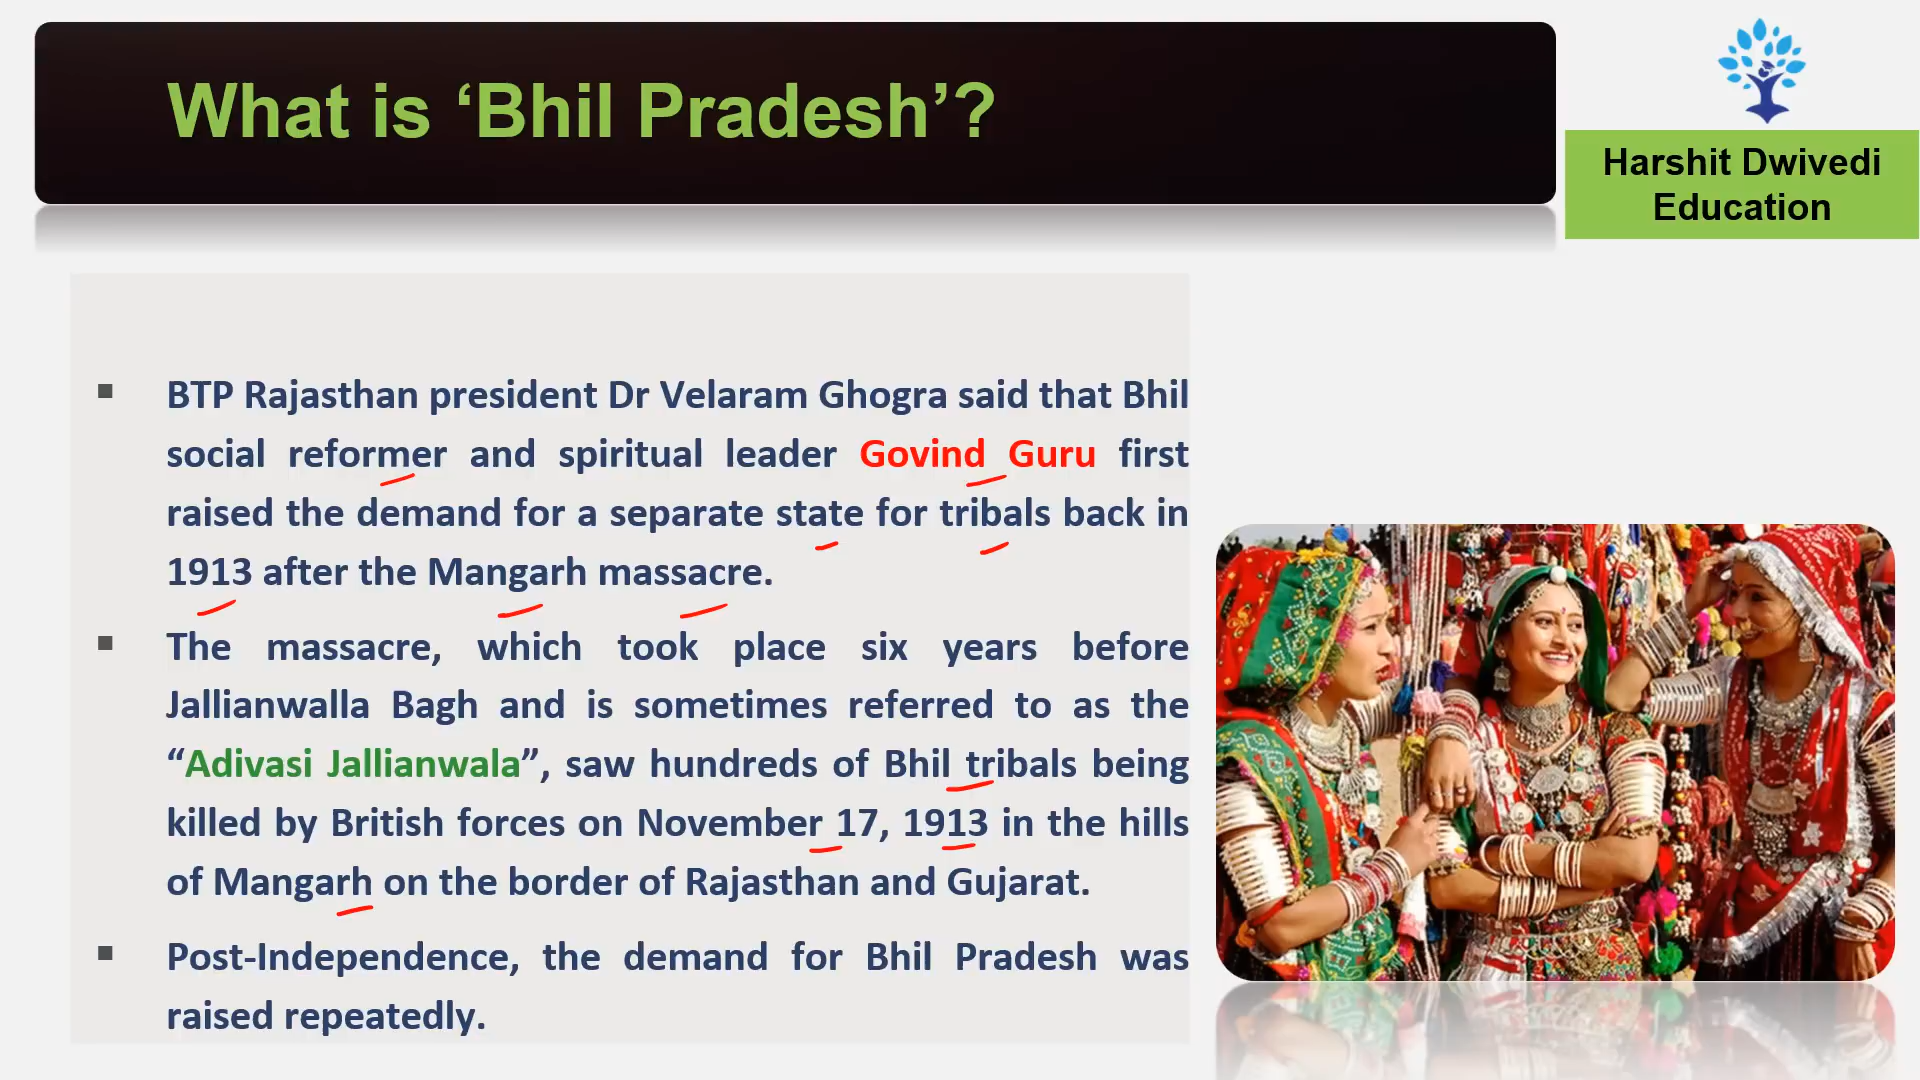 What is ‘Bhil Pradesh’?
Harshit Dwivedi
Education
▪ BTP Rajasthan president Dr Velaram Ghogra said that Bhil
social reformer and spiritual leader Govind Guru first
raised the demand for a separate state for tribals back in
1913 after the Mangarh massacre.
▪ The massacre, which took place six years before
Jallianwalla Bagh and is sometimes referred to as the
“Adivasi Jallianwala”, saw hundreds of Bhil tribals being
killed by British forces on November 17, 1913 in the hills
of Mangarh on the border of Rajasthan and Gujarat.
▪ Post-Independence, the demand for Bhil Pradesh was
raised repeatedly.